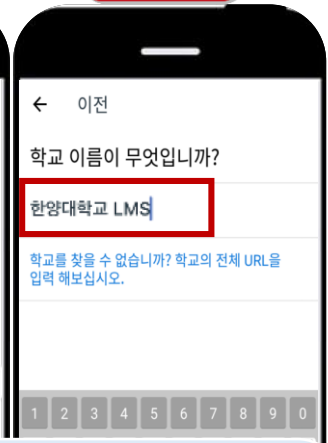 ← 이전
학교 이름이 무엇입니까?
한양대학교 LMS
학교를 찾을 수 없습니까? 학교의 전체 URL을
입력 해보십시오.
1 2 3 4 5 6 7 8 9 0